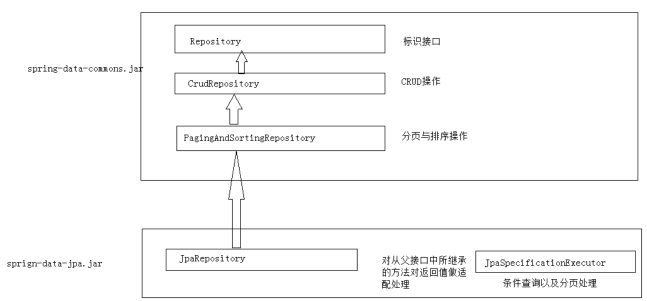 Repository
标识接口
spring-data-commons.jar
CrudRepository
CRUD操作
PagingAndSortingRepository
分页与排序操作
sprign-data-jpa.jar
JpaRepository
对从父接口中所继承
的方法对返回值做适
配处理
JpaSpecificationExecutor
条件查询以及分页处理